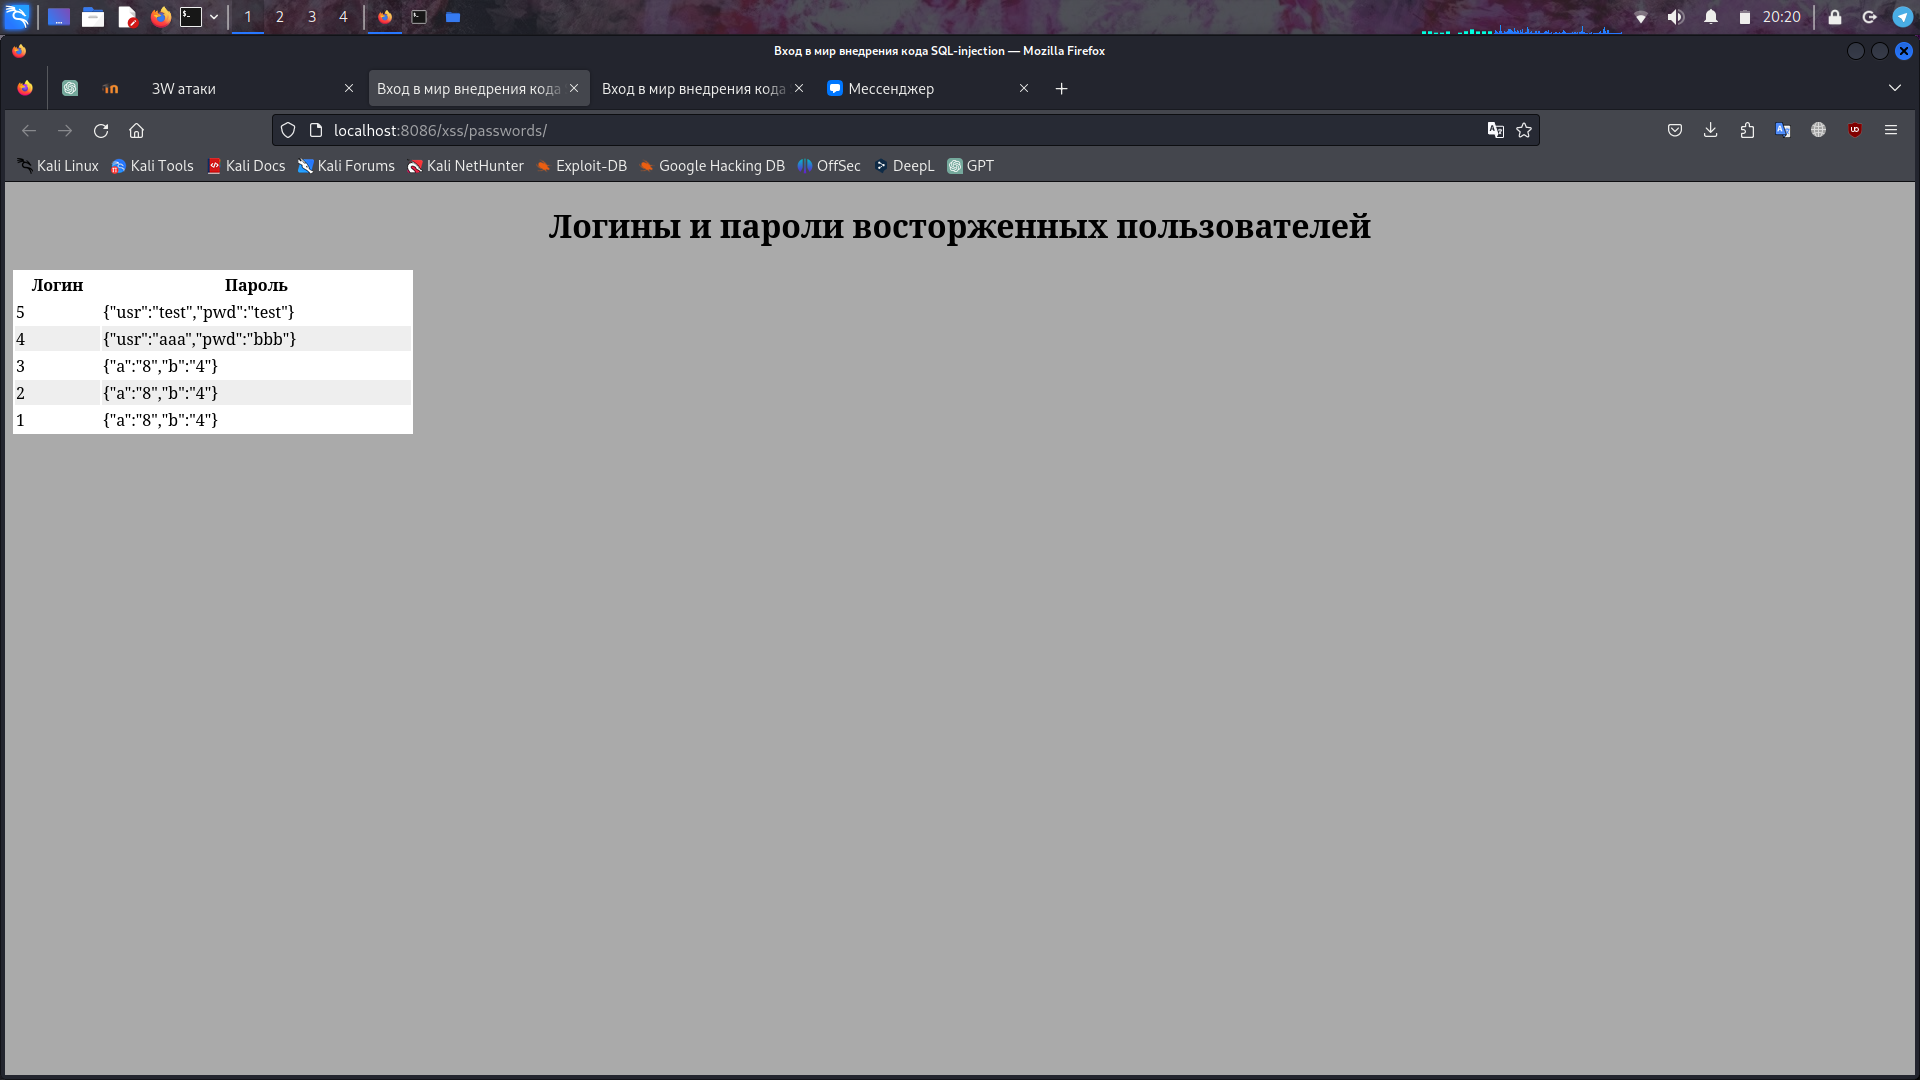 1 2 3 4 20:20
Вход в мир внедрения кода SQL-injection — Mozilla Firefox
3W атаки Вход в мир внедрения кода Вход в мир внедрения кода Мессенджер
localhost:8086/xss/passwords/
Kali Linux Kali Tools Kali Docs Kali Forums Kali NetHunter Exploit-DB Google Hacking DB OffSec DeepL GPT
Логины и пароли восторженных пользователей
Логин Пароль
5 {"usr":"test","pwd":"test"}
4 {"usr":"aaa","pwd":"bbb"}
3 {"a":"8","b":"4"}
2 {"a":"8","b":"4"}
1 {"a":"8","b":"4"}